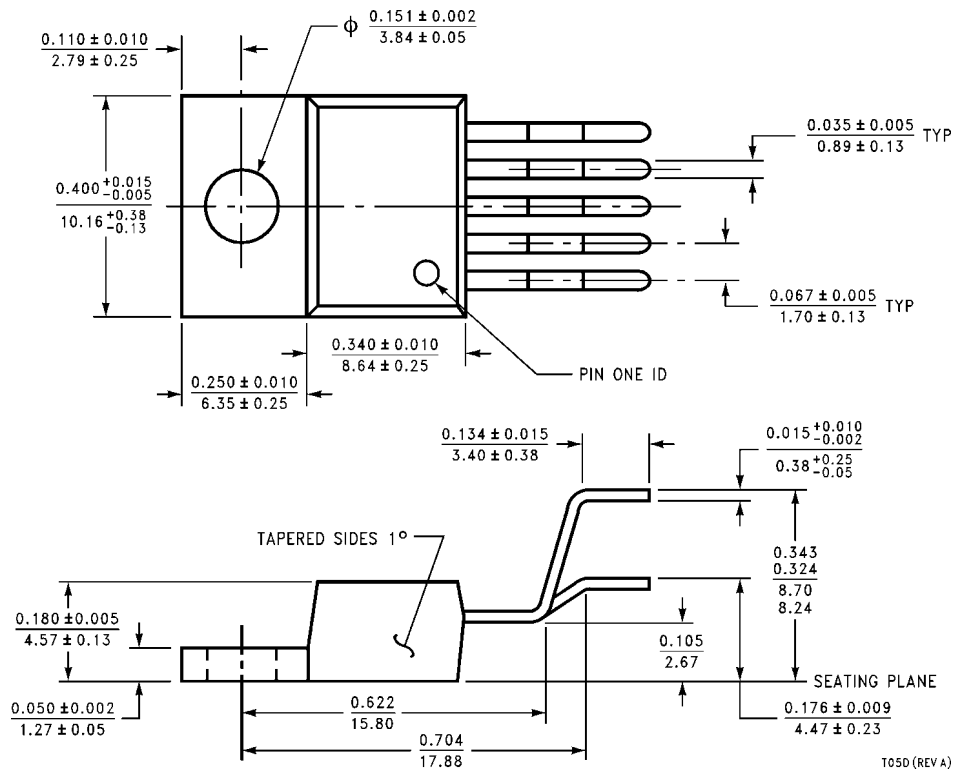 ϕ 0.151 ± 0.002
3.84 ± 0.05
0.110 ± 0.010
2.79 ± 0.25
0.035 ± 0.005 TYP
0.89 ± 0.13
0.400 +0.015 -0.005
10.16 +0.38 -0.13
0.067 ± 0.005 TYP
1.70 ± 0.13
0.340 ± 0.010
8.64 ± 0.25
PIN ONE ID
0.250 ± 0.010
6.35 ± 0.25
0.134 ± 0.015
3.40 ± 0.38
0.015 +0.010 -0.002
0.38 +0.25 -0.05
TAPERED SIDES 1°
0.343
0.324
8.70
8.24
0.180 ± 0.005
4.57 ± 0.13
0.105
2.67
SEATING PLANE
0.050 ± 0.002
1.27 ± 0.05
0.622
15.80
0.176 ± 0.009
4.47 ± 0.23
0.704
17.88
T05D (REV A)